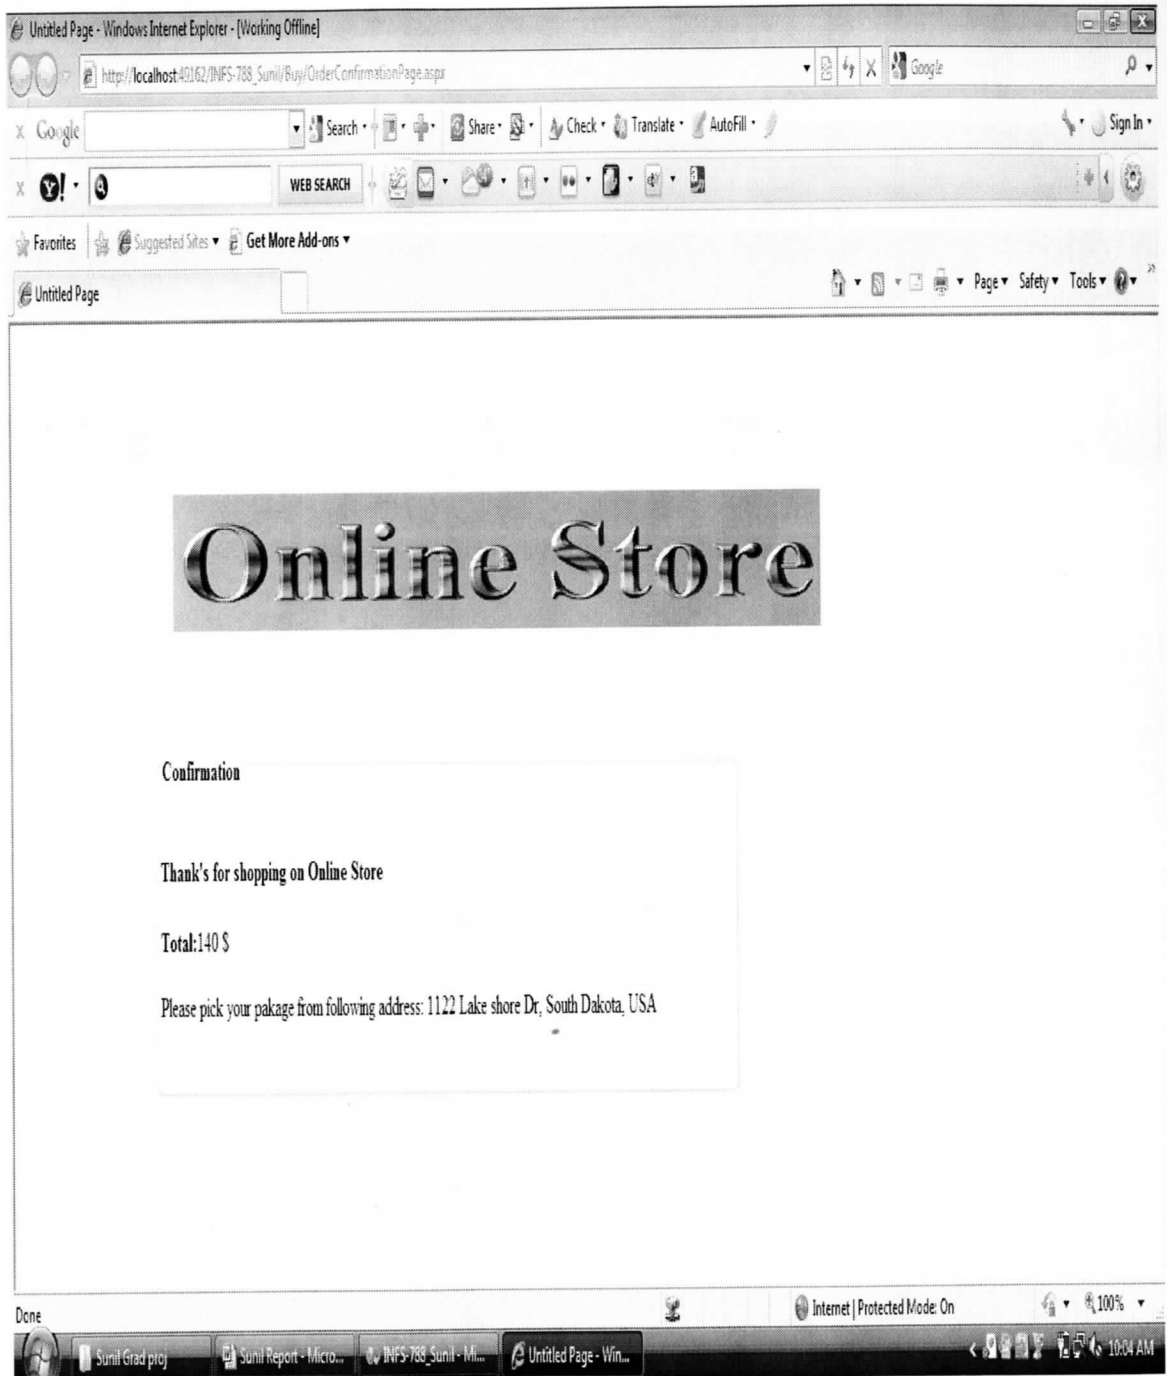 Untitled Page - Windows Internet Explorer - [Working Offline]
http://localhost:49162/INFS-788_Sunil/Buy/OrderConfirmationPage.aspx
Google
Google Search Share Check Translate AutoFill Sign In
Y! WEB SEARCH
Favorites Suggested Sites Get More Add-ons
Untitled Page
Page Safety Tools
Online Store
Confirmation
Thank's for shopping on Online Store
Total:140 $
Please pick your pakage from following address: 1122 Lake shore Dr, South Dakota, USA
Done
Internet | Protected Mode: On
100%
Sunil Grad proj
Sunil Report - Micro...
INFS-788_Sunil - Mi...
Untitled Page - Win...
10:04 AM